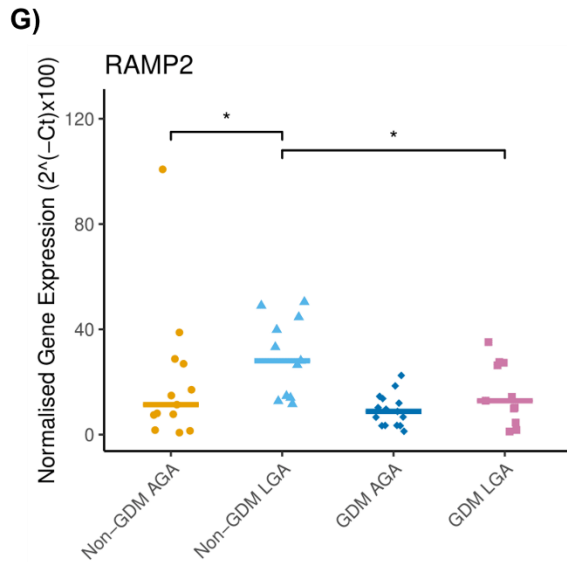 G)
RAMP2
Normalised Gene Expression (2^(−Ct)x100)
120
80
40
0
*
*
Non−GDM AGA
Non−GDM LGA
GDM AGA
GDM LGA